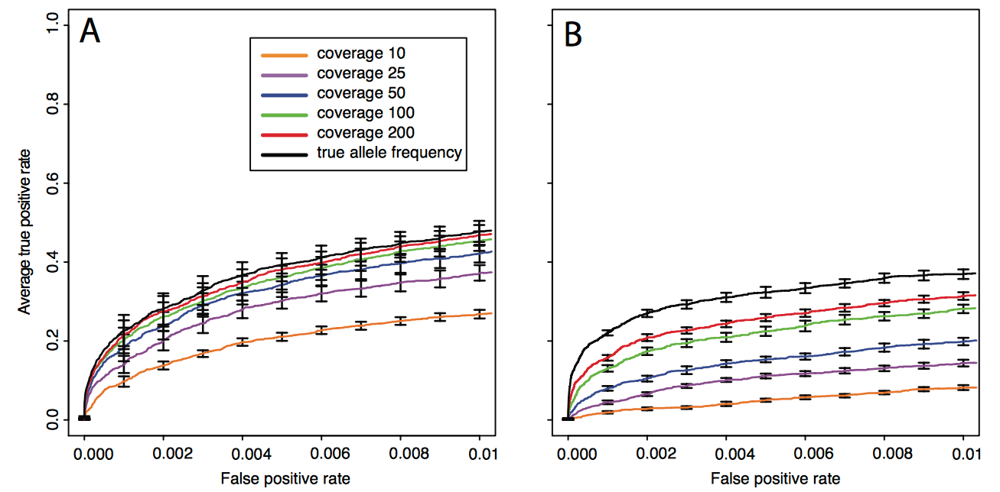 A
B
coverage 10
coverage 25
coverage 50
coverage 100
coverage 200
true allele frequency
Average true positive rate
1.0
0.8
0.6
0.4
0.2
0.0
0.000 0.002 0.004 0.006 0.008 0.01
0.000 0.002 0.004 0.006 0.008 0.01
False positive rate
False positive rate